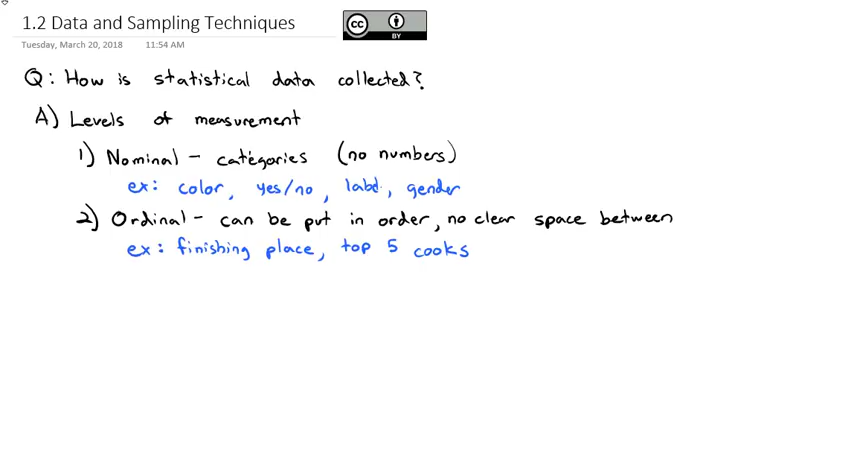 1.2 Data and Sampling Techniques
cc BY
Tuesday, March 20, 2018 11:54 AM
Q: How is statistical data collected?
A) Levels of measurement
1) Nominal - categories (no numbers)
ex: color, yes/no, label, gender
2) Ordinal - can be put in order, no clear space between
ex: finishing place, top 5 cooks